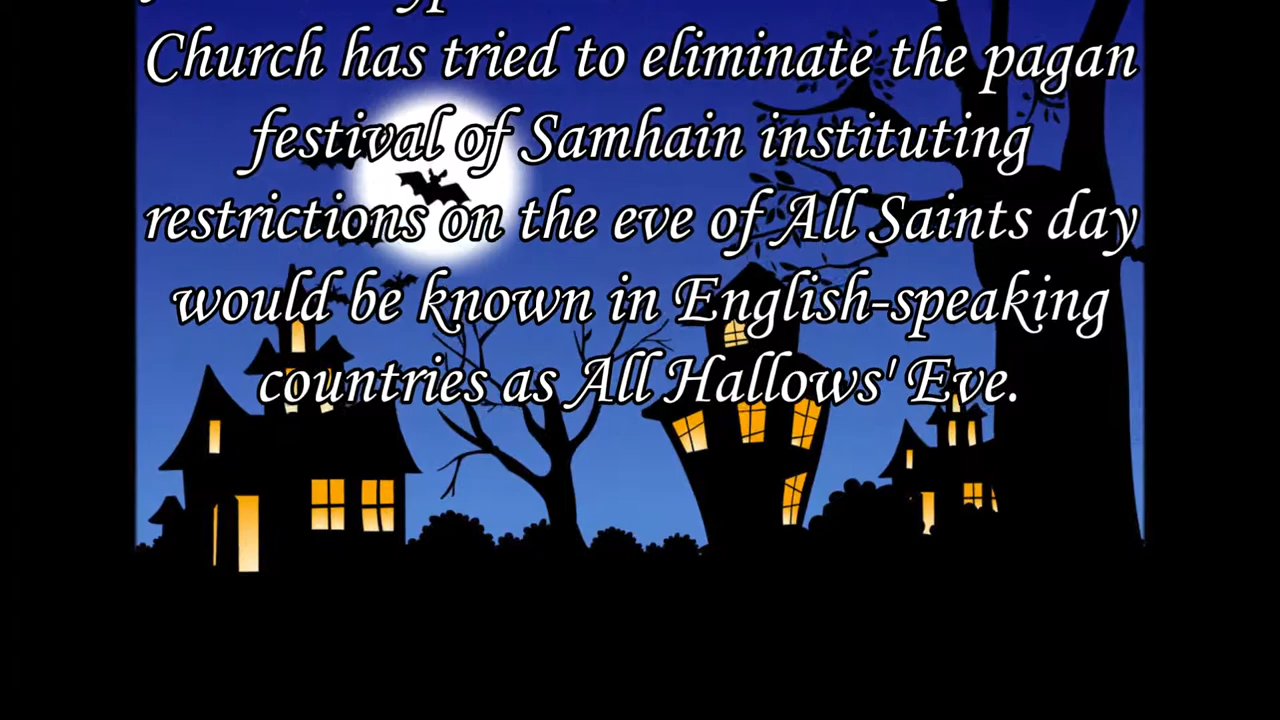 Church has tried to eliminate the pagan
festival of Samhain instituting
restrictions on the eve of All Saints day
would be known in English-speaking
countries as All Hallows' Eve.